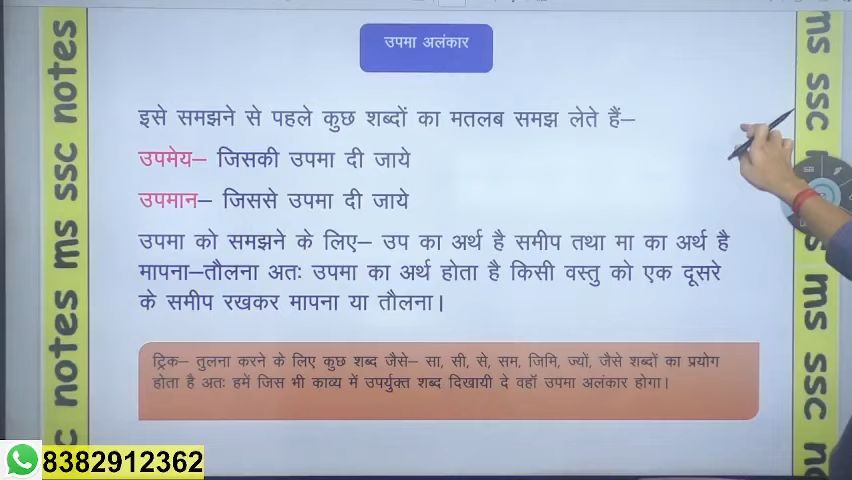 उपमा अलंकार
इसे समझने से पहले कुछ शब्दों का मतलब समझ लेते हैं–
उपमेय– जिसकी उपमा दी जाये
उपमान– जिससे उपमा दी जाये
उपमा को समझने के लिए– उप का अर्थ है समीप तथा मा का अर्थ है
मापना–तौलना अतः उपमा का अर्थ होता है किसी वस्तु को एक दूसरे
के समीप रखकर मापना या तौलना।
ट्रिक– तुलना करने के लिए कुछ शब्द जैसे– सा, सी, से, सम, जिमि, ज्यों, जैसे शब्दों का प्रयोग
होता है अतः हमें जिस भी काव्य में उपर्युक्त शब्द दिखायी दे वहॉ उपमा अलंकार होगा।
c notes ms ssc notes
ms ssc
ms ssc no
8382912362